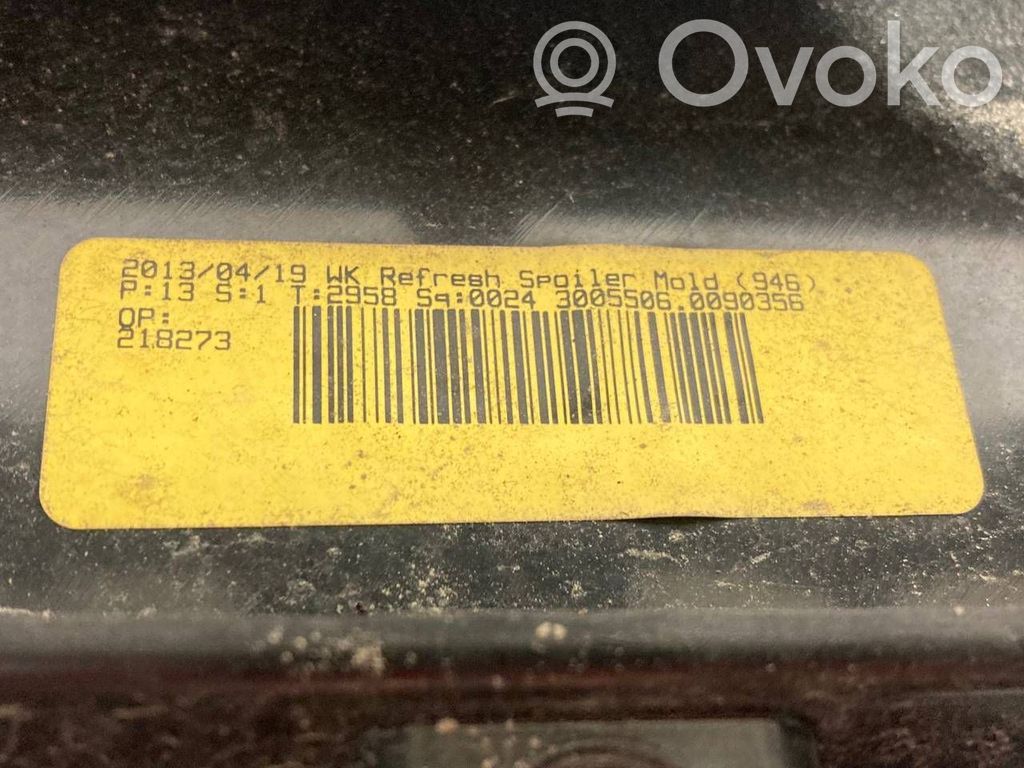 Ovoko
2013/04/19 WK Refresh Spoiler Mold (946)
P:13 S:1 T:2958 Sq:0024 3005506.0090356
OP:
218273